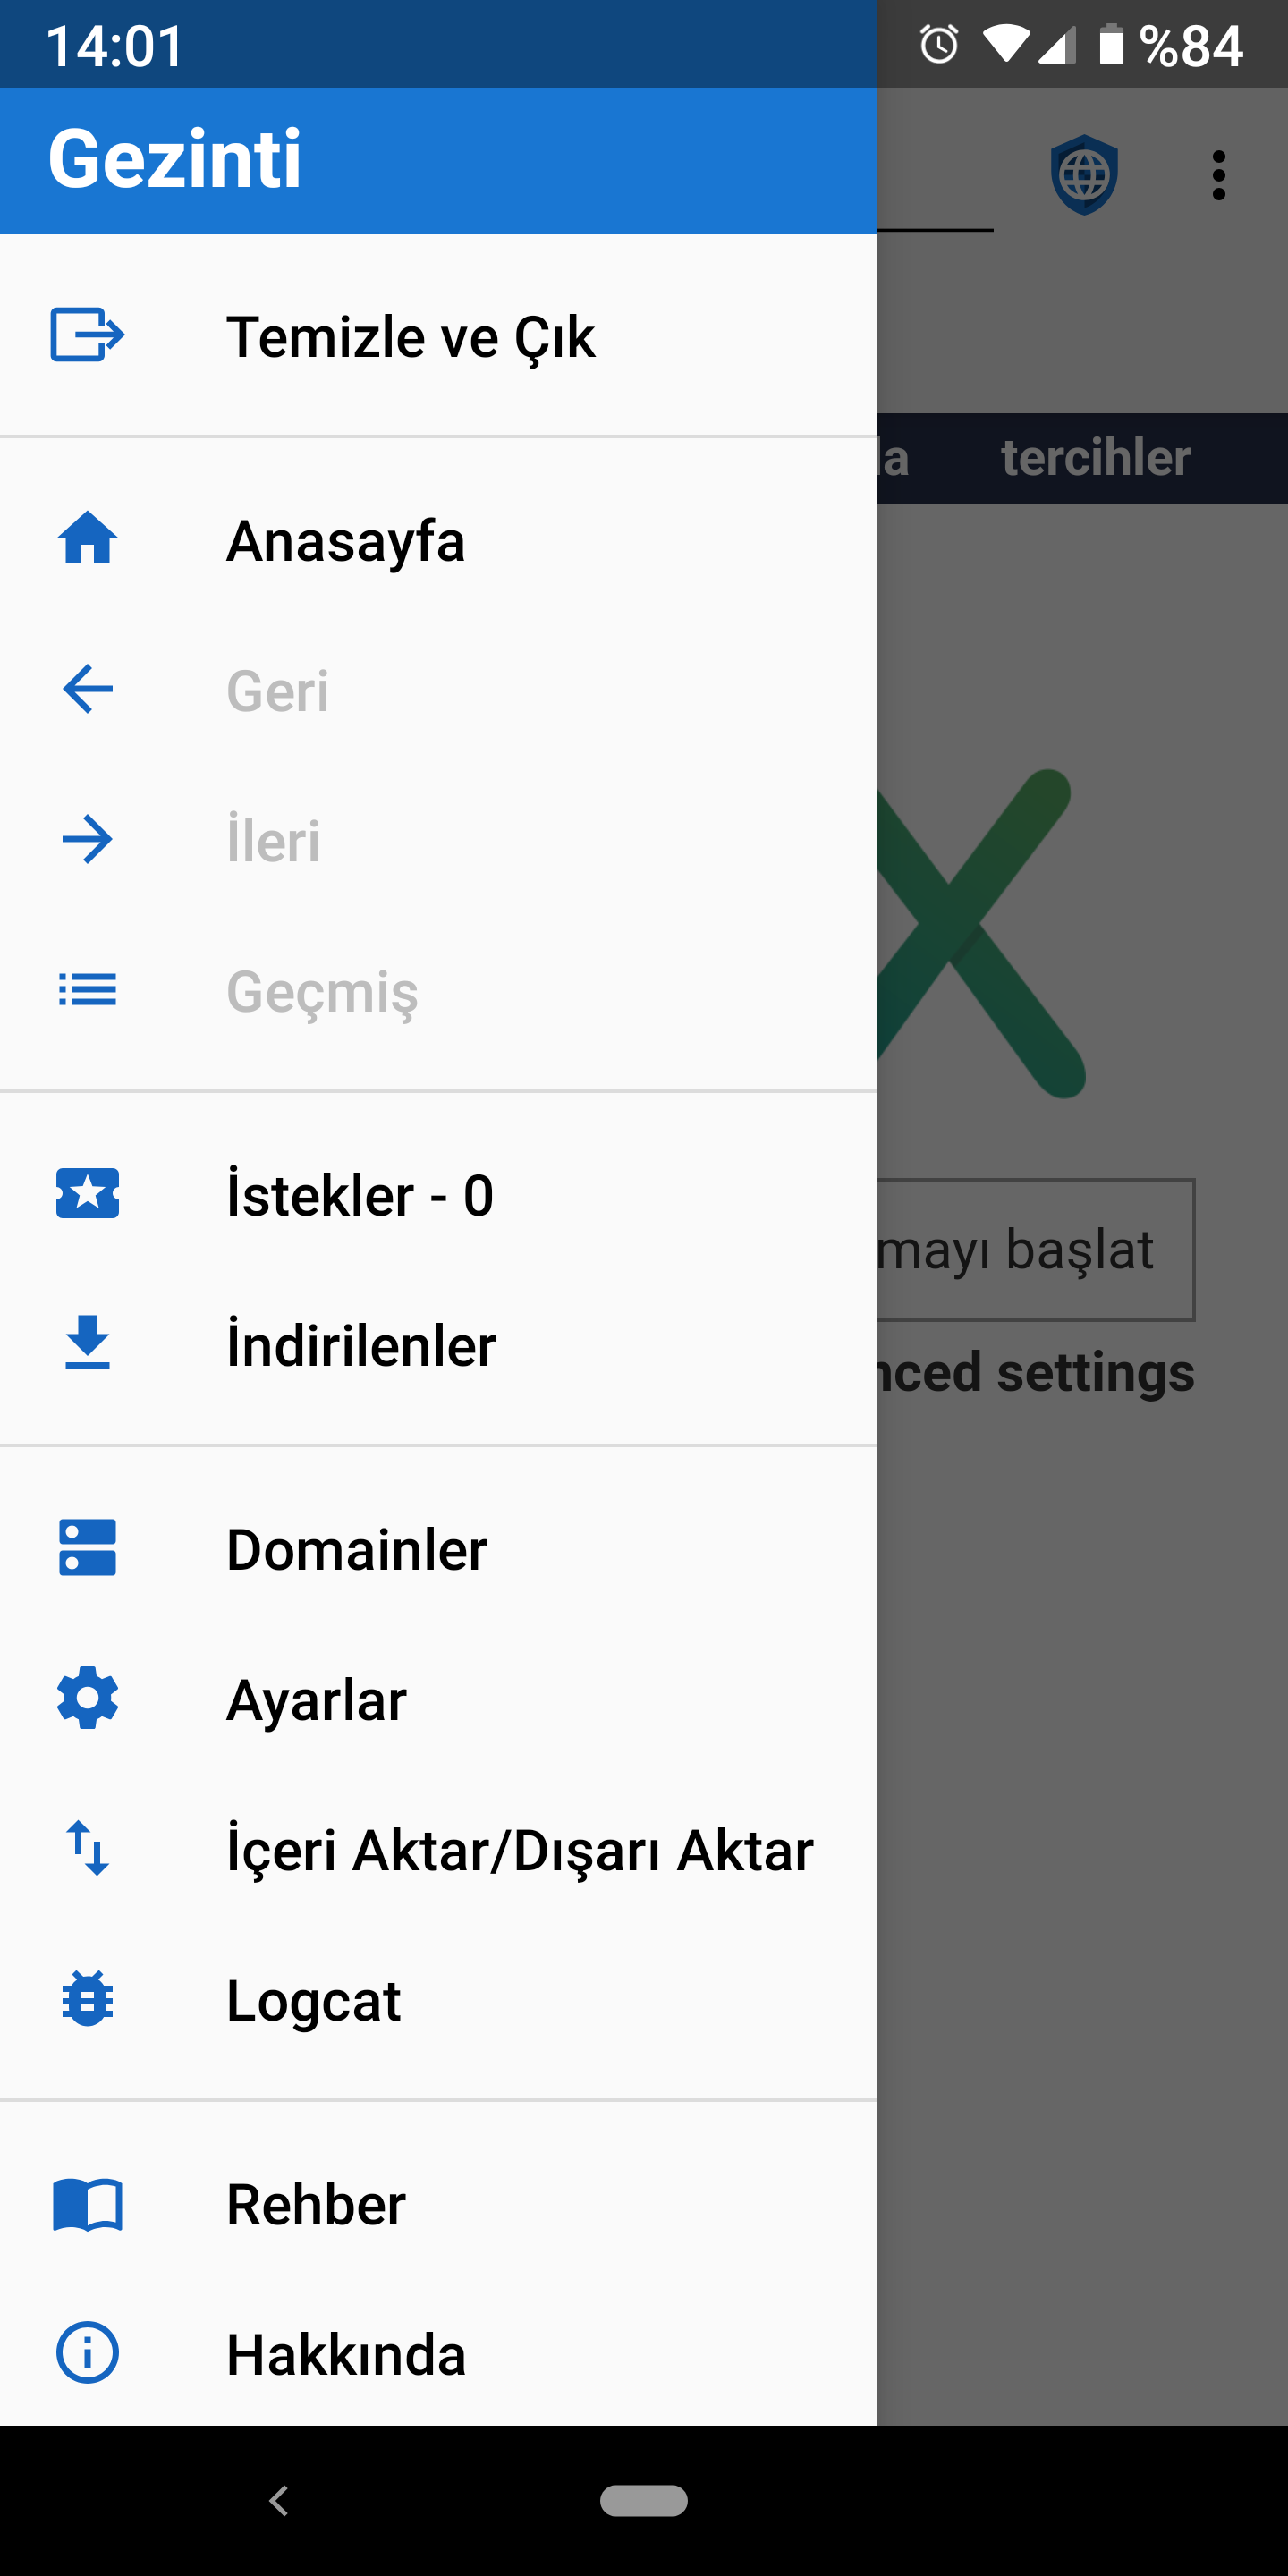 14:01
%84
Gezinti
Temizle ve Çık
tercihler
Anasayfa
Geri
İleri
Geçmiş
İstekler - 0
mayı başlat
İndirilenler
nced settings
Domainler
Ayarlar
İçeri Aktar/Dışarı Aktar
Logcat
Rehber
Hakkında